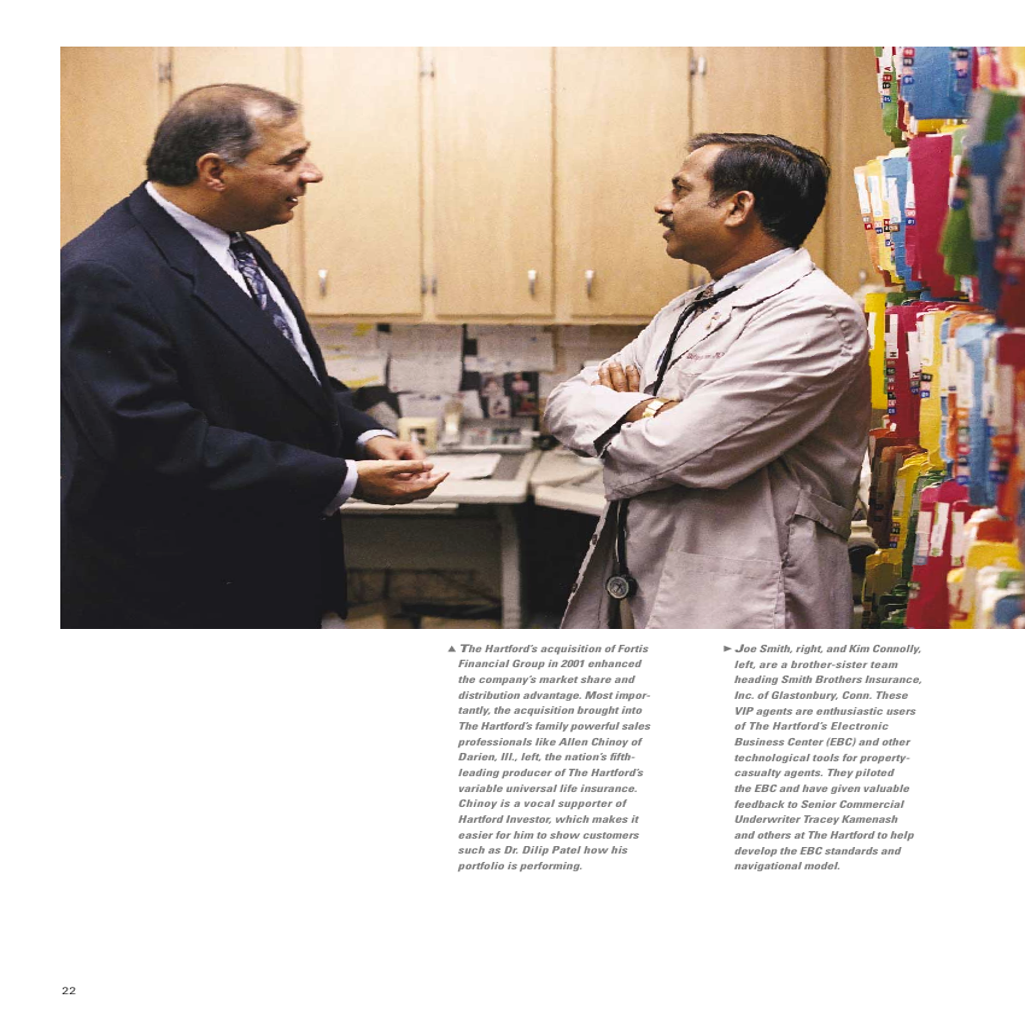 ▲ The Hartford's acquisition of Fortis
Financial Group in 2001 enhanced
the company's market share and
distribution advantage. Most impor-
tantly, the acquisition brought into
The Hartford's family powerful sales
professionals like Allen Chinoy of
Darien, Ill., left, the nation's fifth-
leading producer of The Hartford's
variable universal life insurance.
Chinoy is a vocal supporter of
Hartford Investor, which makes it
easier for him to show customers
such as Dr. Dilip Patel how his
portfolio is performing.
► Joe Smith, right, and Kim Connolly,
left, are a brother-sister team
heading Smith Brothers Insurance,
Inc. of Glastonbury, Conn. These
VIP agents are enthusiastic users
of The Hartford's Electronic
Business Center (EBC) and other
technological tools for property-
casualty agents. They piloted
the EBC and have given valuable
feedback to Senior Commercial
Underwriter Tracey Kamenash
and others at The Hartford to help
develop the EBC standards and
navigational model.
22